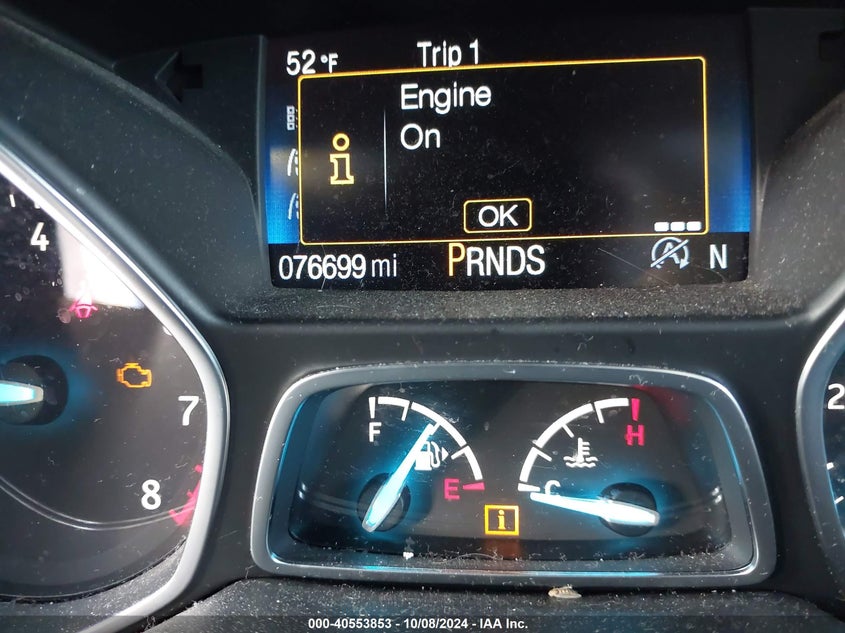 52 °F Trip 1
Engine
On
OK
076699 mi PRNDS N
4
7
8
F
E
C
H
i
2
000-40553853 / 10/08/2024 / IAA Inc.